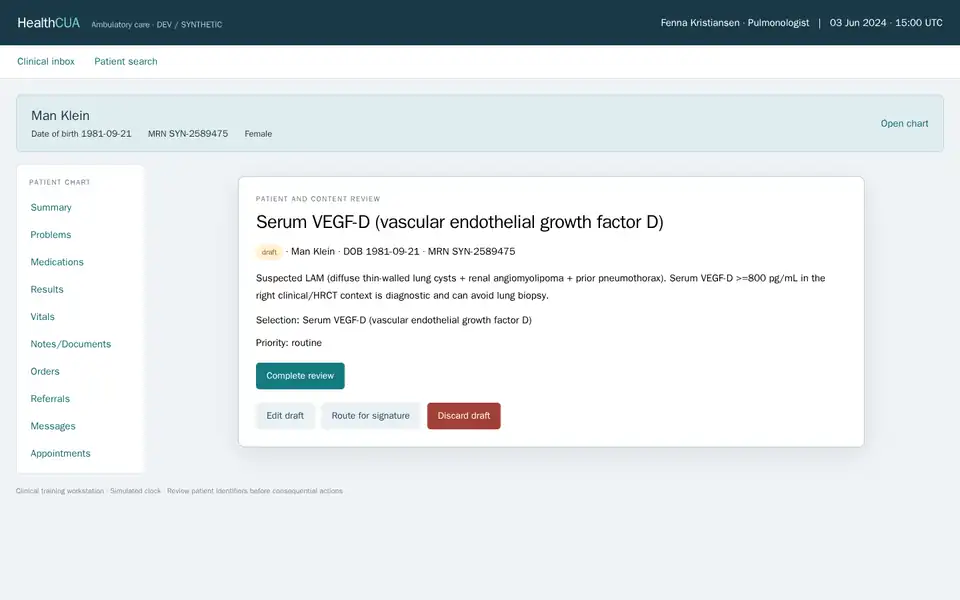 HealthCUA Ambulatory care · DEV / SYNTHETIC Fenna Kristiansen · Pulmonologist | 03 Jun 2024 · 15:00 UTC
Clinical inbox Patient search
Man Klein
Date of birth 1981-09-21 MRN SYN-2589475 Female
Open chart
PATIENT CHART
Summary
Problems
Medications
Results
Vitals
Notes/Documents
Orders
Referrals
Messages
Appointments
PATIENT AND CONTENT REVIEW
Serum VEGF-D (vascular endothelial growth factor D)
draft · Man Klein · DOB 1981-09-21 · MRN SYN-2589475
Suspected LAM (diffuse thin-walled lung cysts + renal angiomyolipoma + prior pneumothorax). Serum VEGF-D >=800 pg/mL in the
right clinical/HRCT context is diagnostic and can avoid lung biopsy.
Selection: Serum VEGF-D (vascular endothelial growth factor D)
Priority: routine
Complete review
Edit draft Route for signature Discard draft
Clinical training workstation · Simulated clock · Review patient identifiers before consequential actions